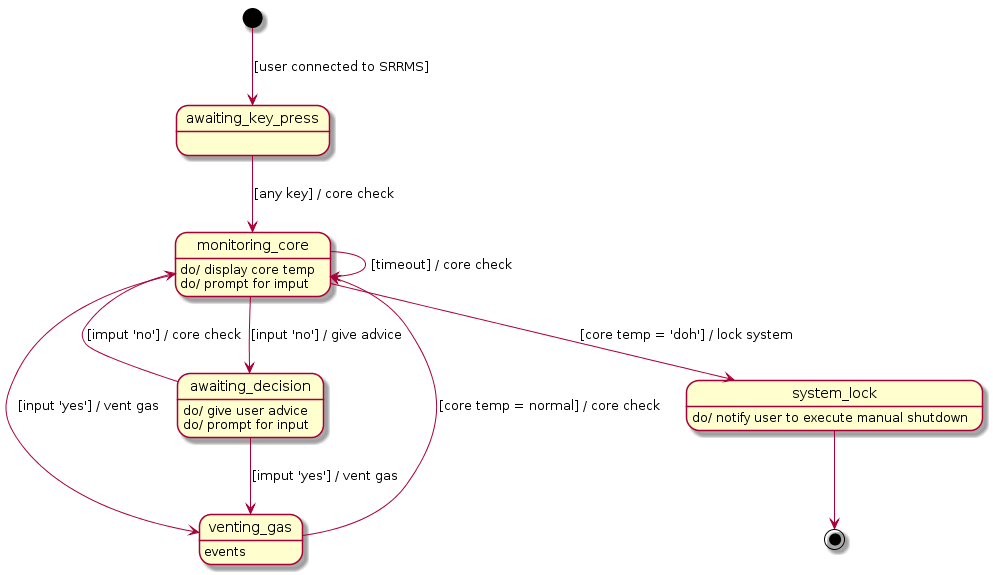 [user connected to SRRMS]
awaiting_key_press
[any key] / core check
monitoring_core
do/ display core temp
do/ prompt for imput
[timeout] / core check
[imput 'no'] / core check
[input 'no'] / give advice
[core temp = 'doh'] / lock system
awaiting_decision
do/ give user advice
do/ prompt for input
system_lock
do/ notify user to execute manual shutdown
[input 'yes'] / vent gas
[core temp = normal] / core check
[imput 'yes'] / vent gas
venting_gas
events